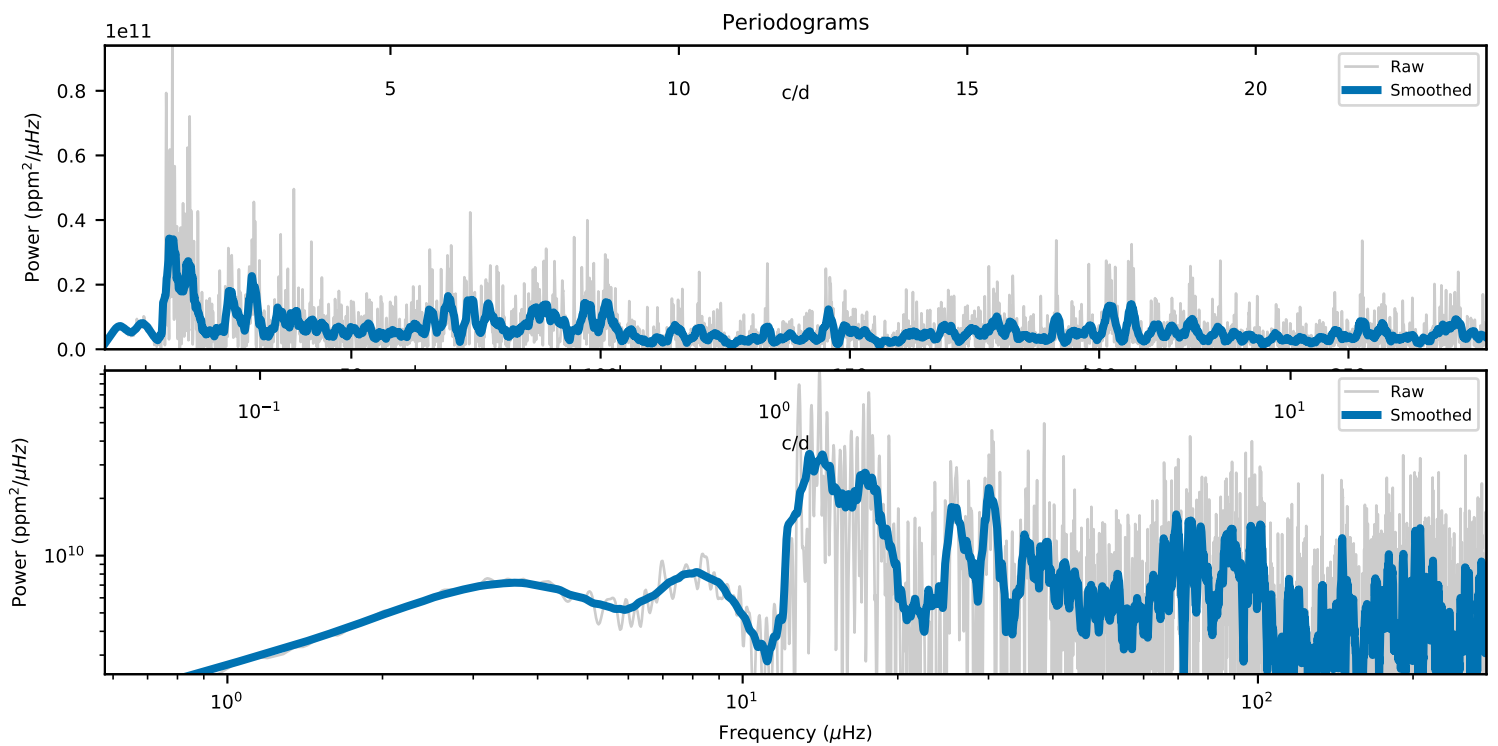 Periodograms
1e11
Raw
Smoothed
5 10 15 20
c/d
0.8
0.6
0.4
0.2
0.0
Power (ppm²/μHz)
Raw
Smoothed
10⁻¹ 10⁰ 10¹
c/d
10¹⁰
Power (ppm²/μHz)
10⁰ 10¹ 10²
Frequency (μHz)